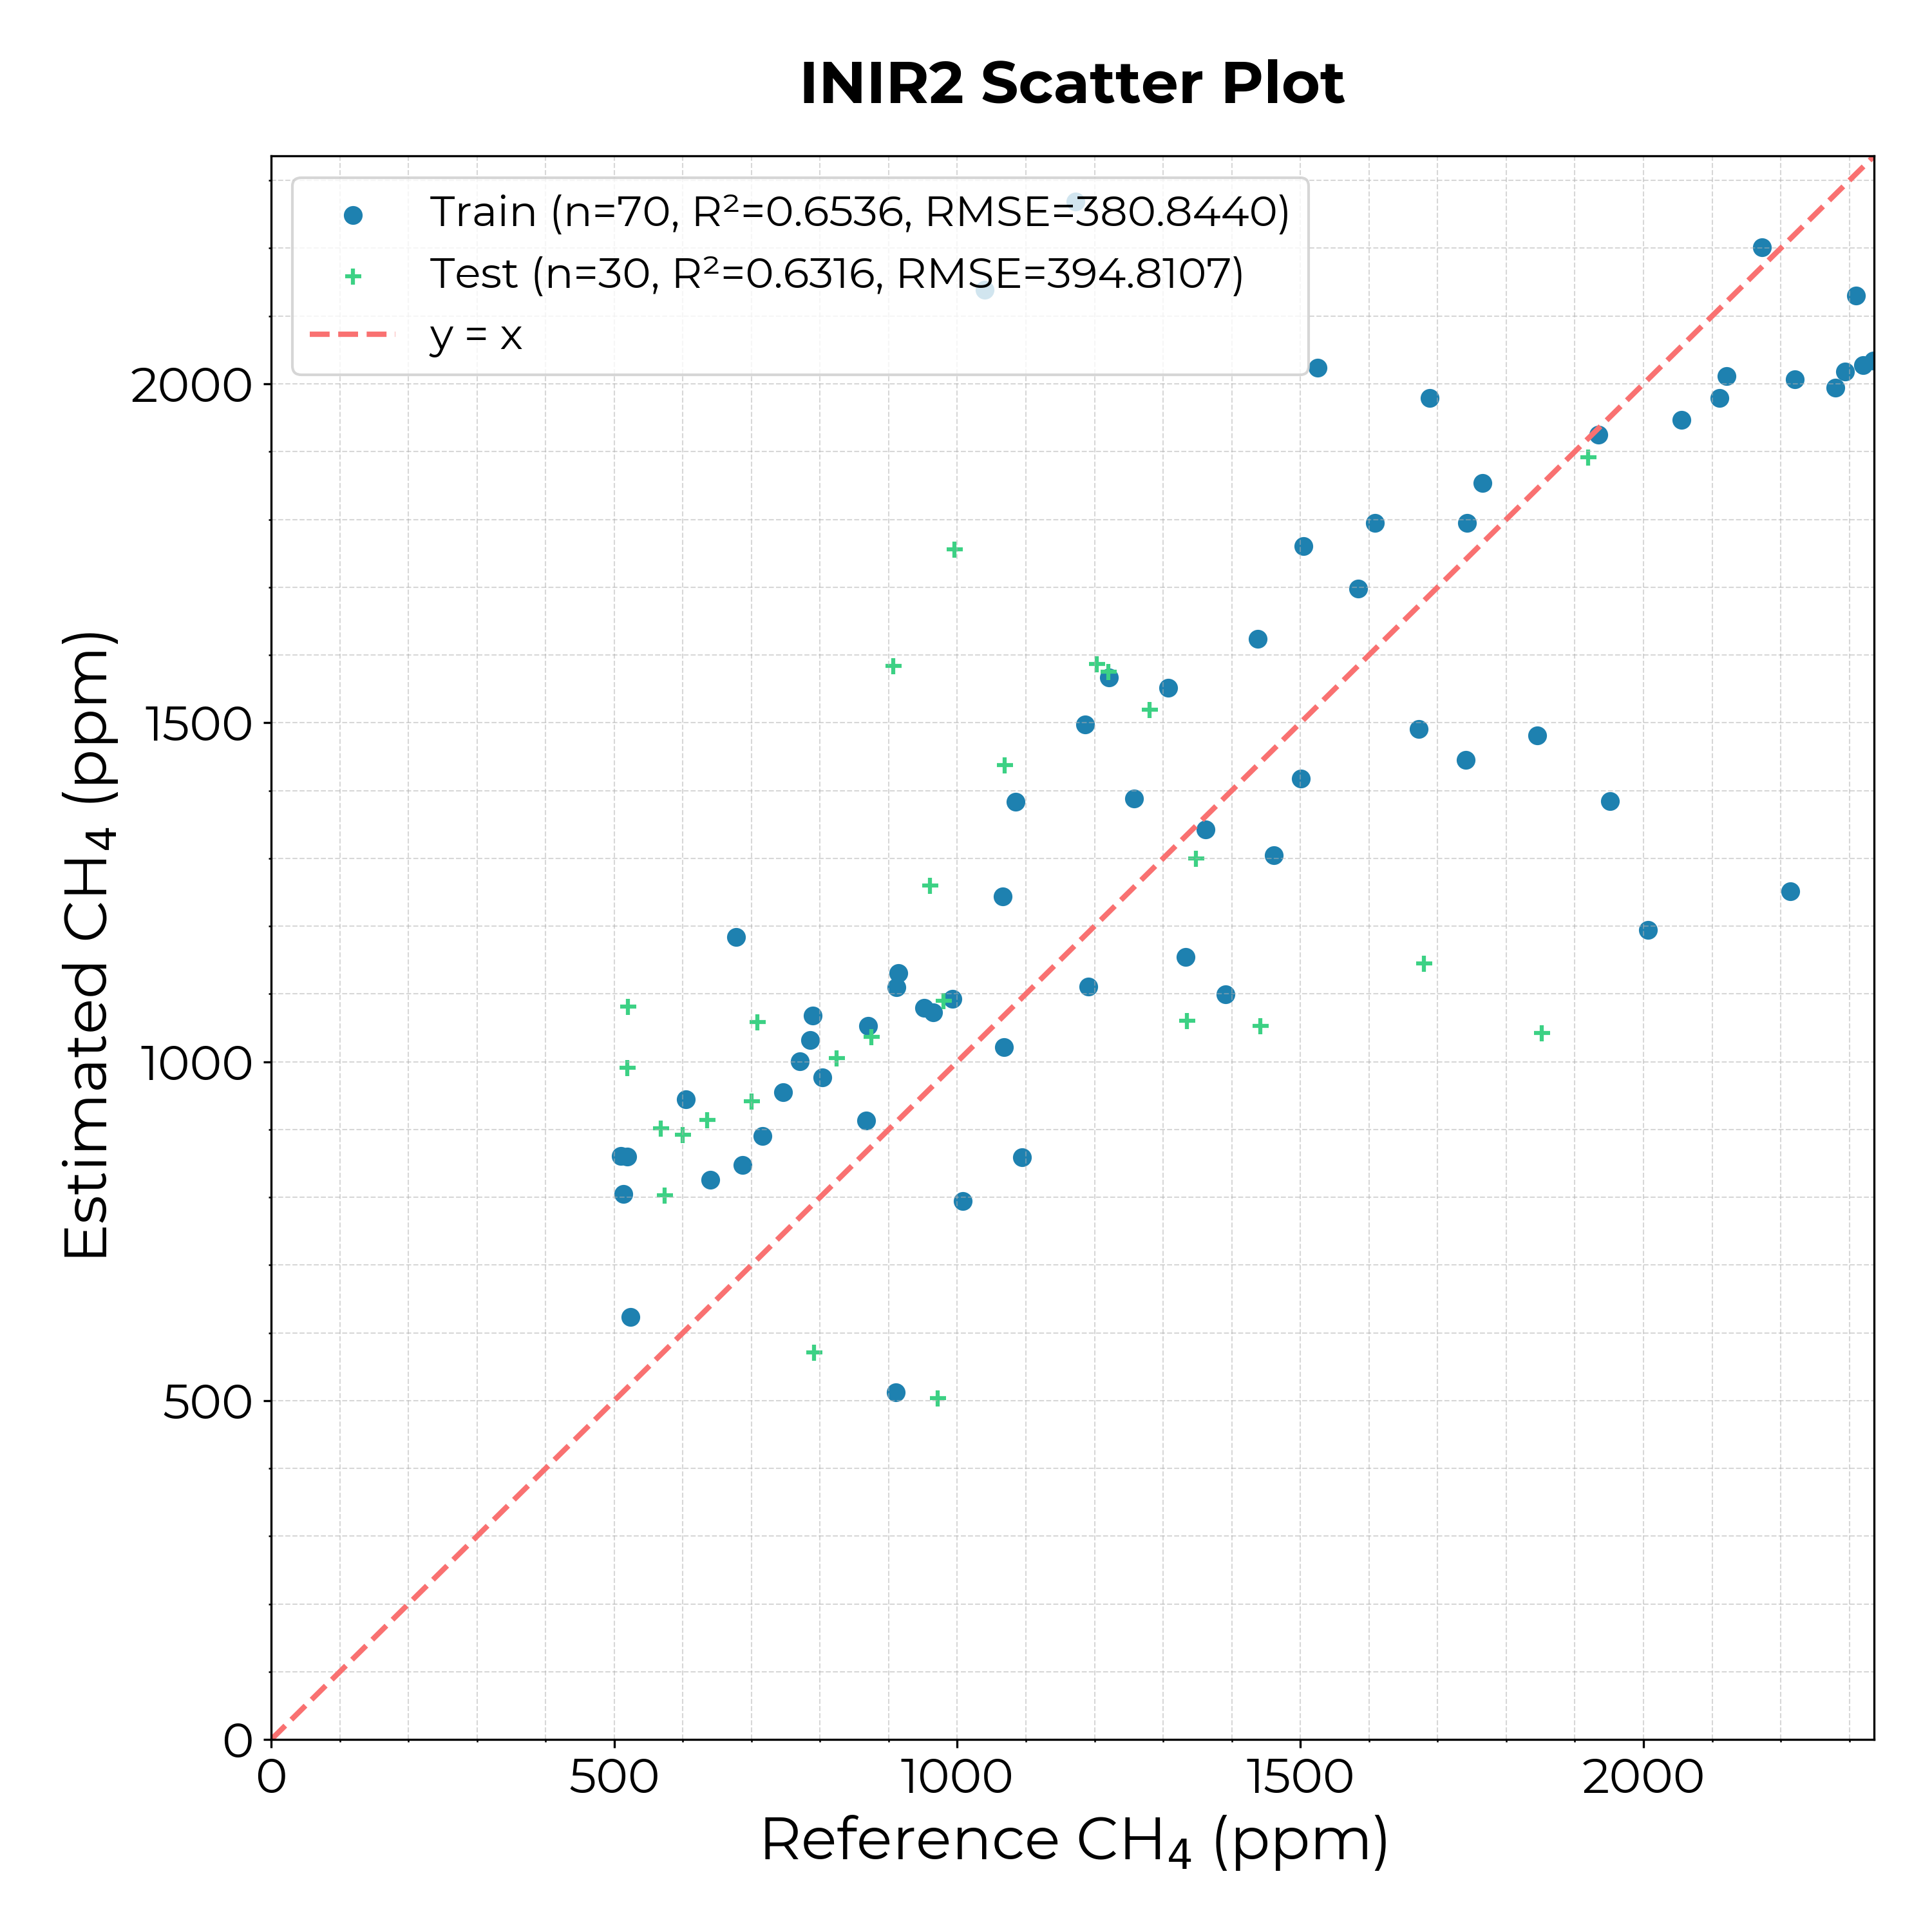 INIR2 Scatter Plot
Train (n=70, R²=0.6536, RMSE=380.8440)
Test (n=30, R²=0.6316, RMSE=394.8107)
y = x
Estimated CH₄ (ppm)
2000
1500
1000
500
0
0 500 1000 1500 2000
Reference CH₄ (ppm)